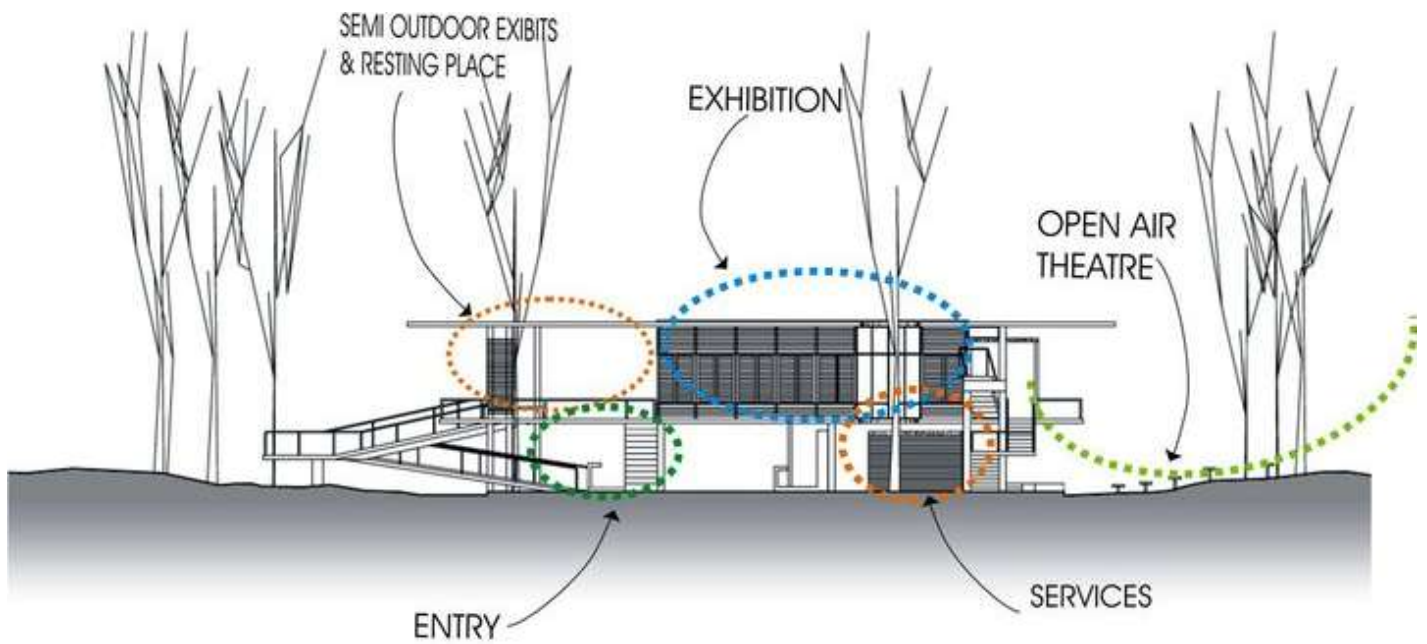 SEMI OUTDOOR EXIBITS
& RESTING PLACE
EXHIBITION
OPEN AIR
THEATRE
SERVICES
ENTRY